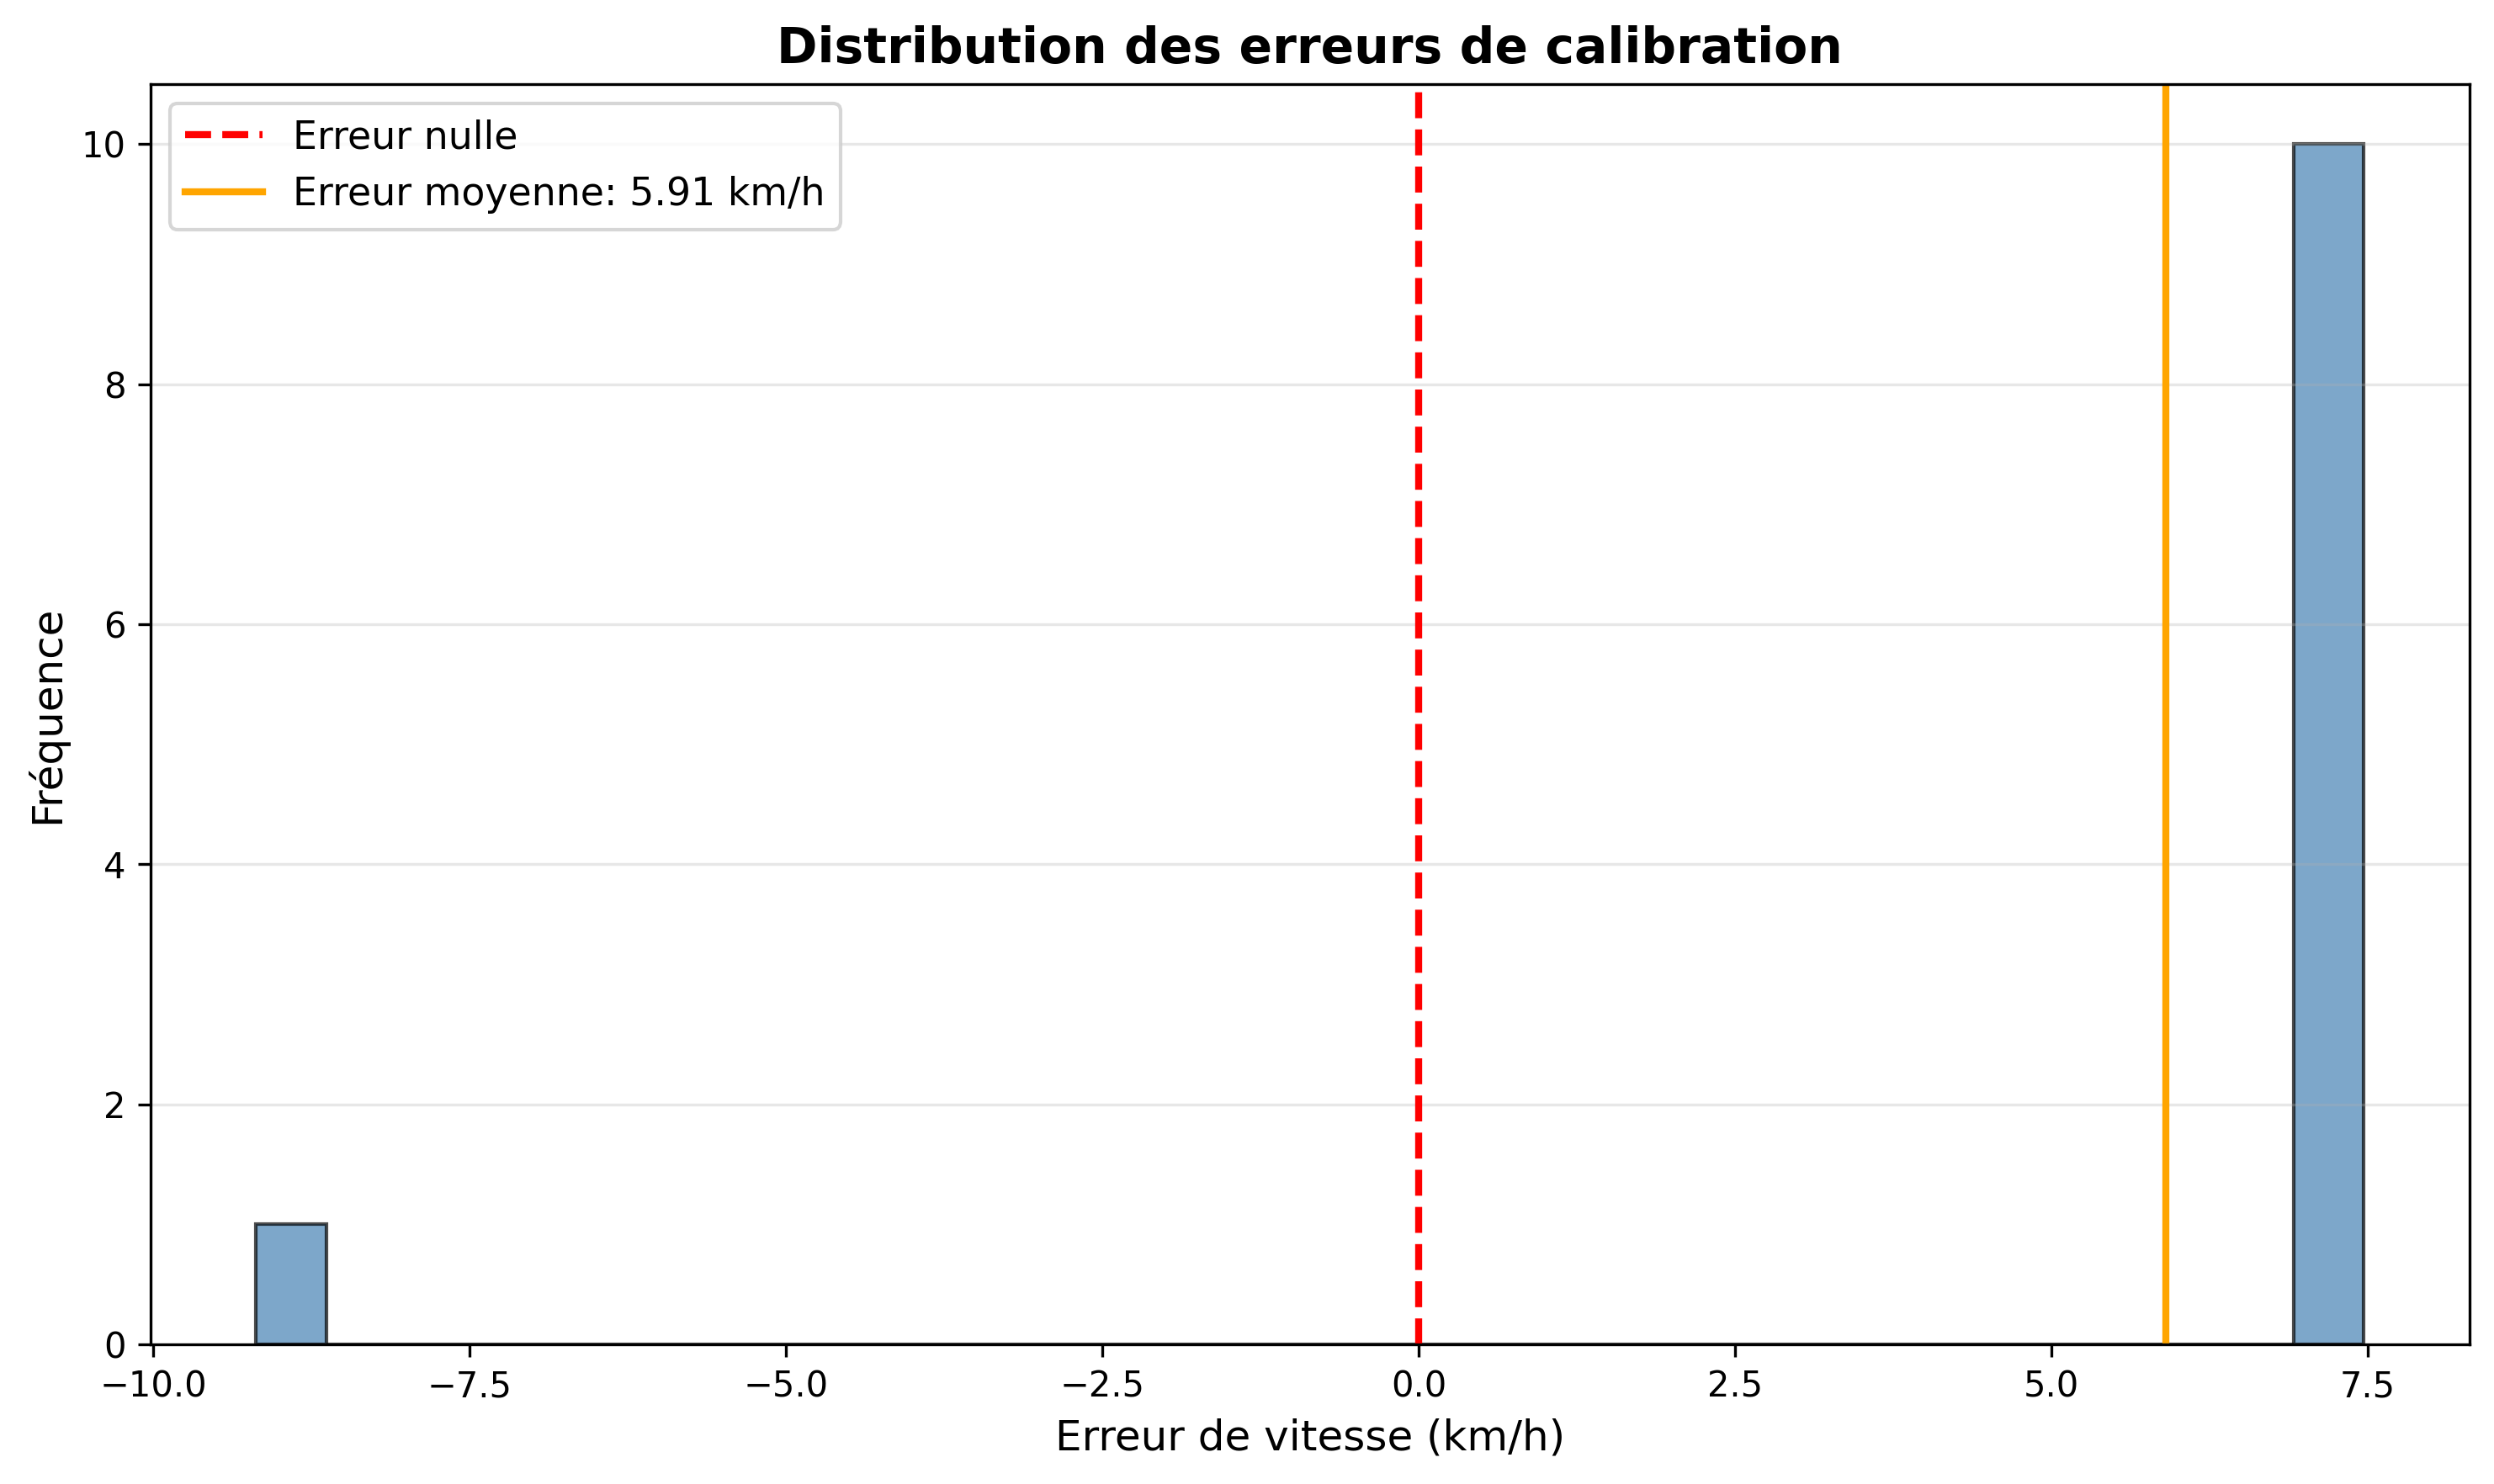 Distribution des erreurs de calibration
Erreur nulle
Erreur moyenne: 5.91 km/h
Fréquence
10
8
6
4
2
0
−10.0
−7.5
−5.0
−2.5
0.0
2.5
5.0
7.5
Erreur de vitesse (km/h)